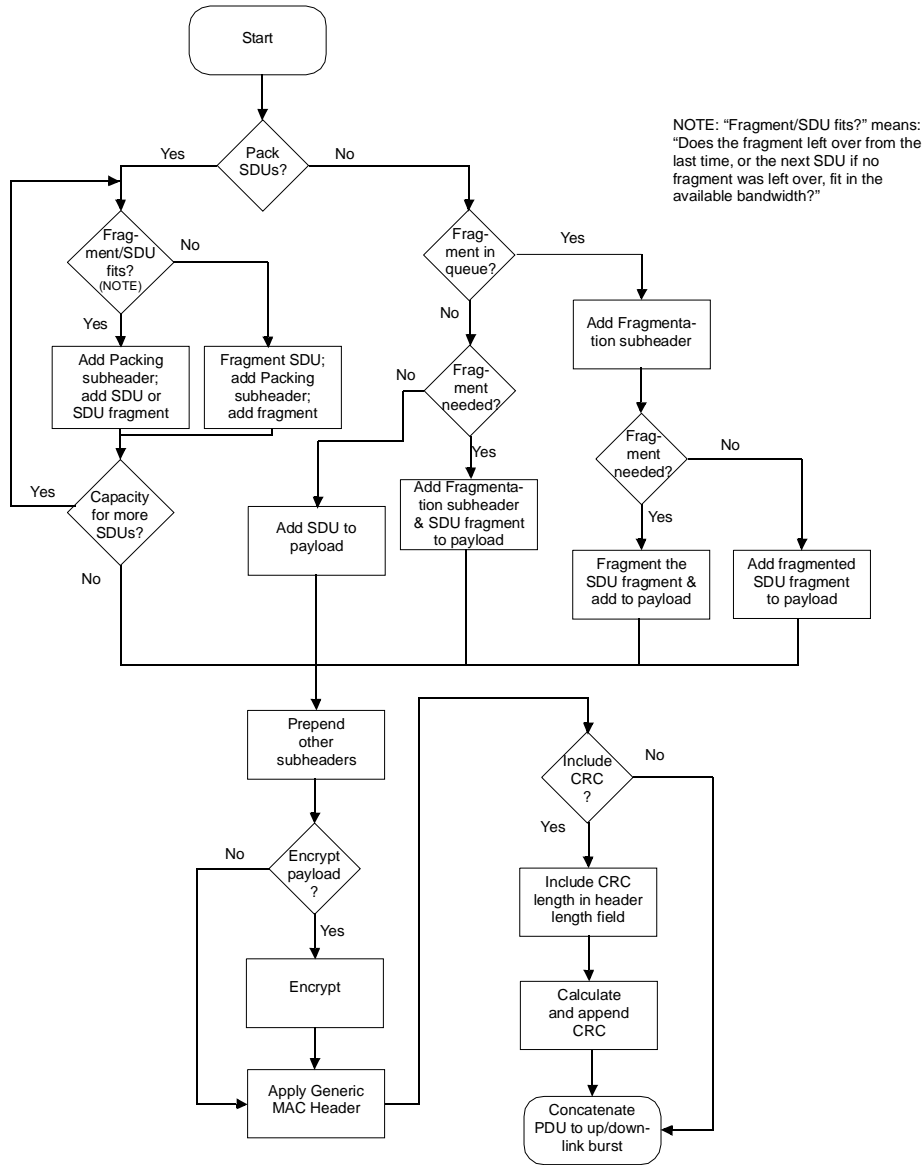 Start
NOTE: “Fragment/SDU fits?” means:
“Does the fragment left over from the
last time, or the next SDU if no
fragment was left over, fit in the
available bandwidth?”
Yes
Pack
SDUs?
No
Frag-
ment/SDU
fits?
(NOTE)
No
Yes
Add Packing
subheader;
add SDU or
SDU fragment
Fragment SDU;
add Packing
subheader;
add fragment
Yes
Capacity
for more
SDUs?
No
Frag-
ment in
queue?
Yes
No
No
Frag-
ment
needed?
Yes
Add SDU to
payload
Add Fragmenta-
tion subheader
& SDU fragment
to payload
Add Fragmenta-
tion subheader
Frag-
ment
needed?
No
Yes
Fragment the
SDU fragment &
add to payload
Add fragmented
SDU fragment
to payload
Prepend
other
subheaders
No
Encrypt
payload
?
Yes
Encrypt
Apply Generic
MAC Header
Include
CRC
?
No
Yes
Include CRC
length in header
length field
Calculate
and append
CRC
Concatenate
PDU to up/down-
link burst